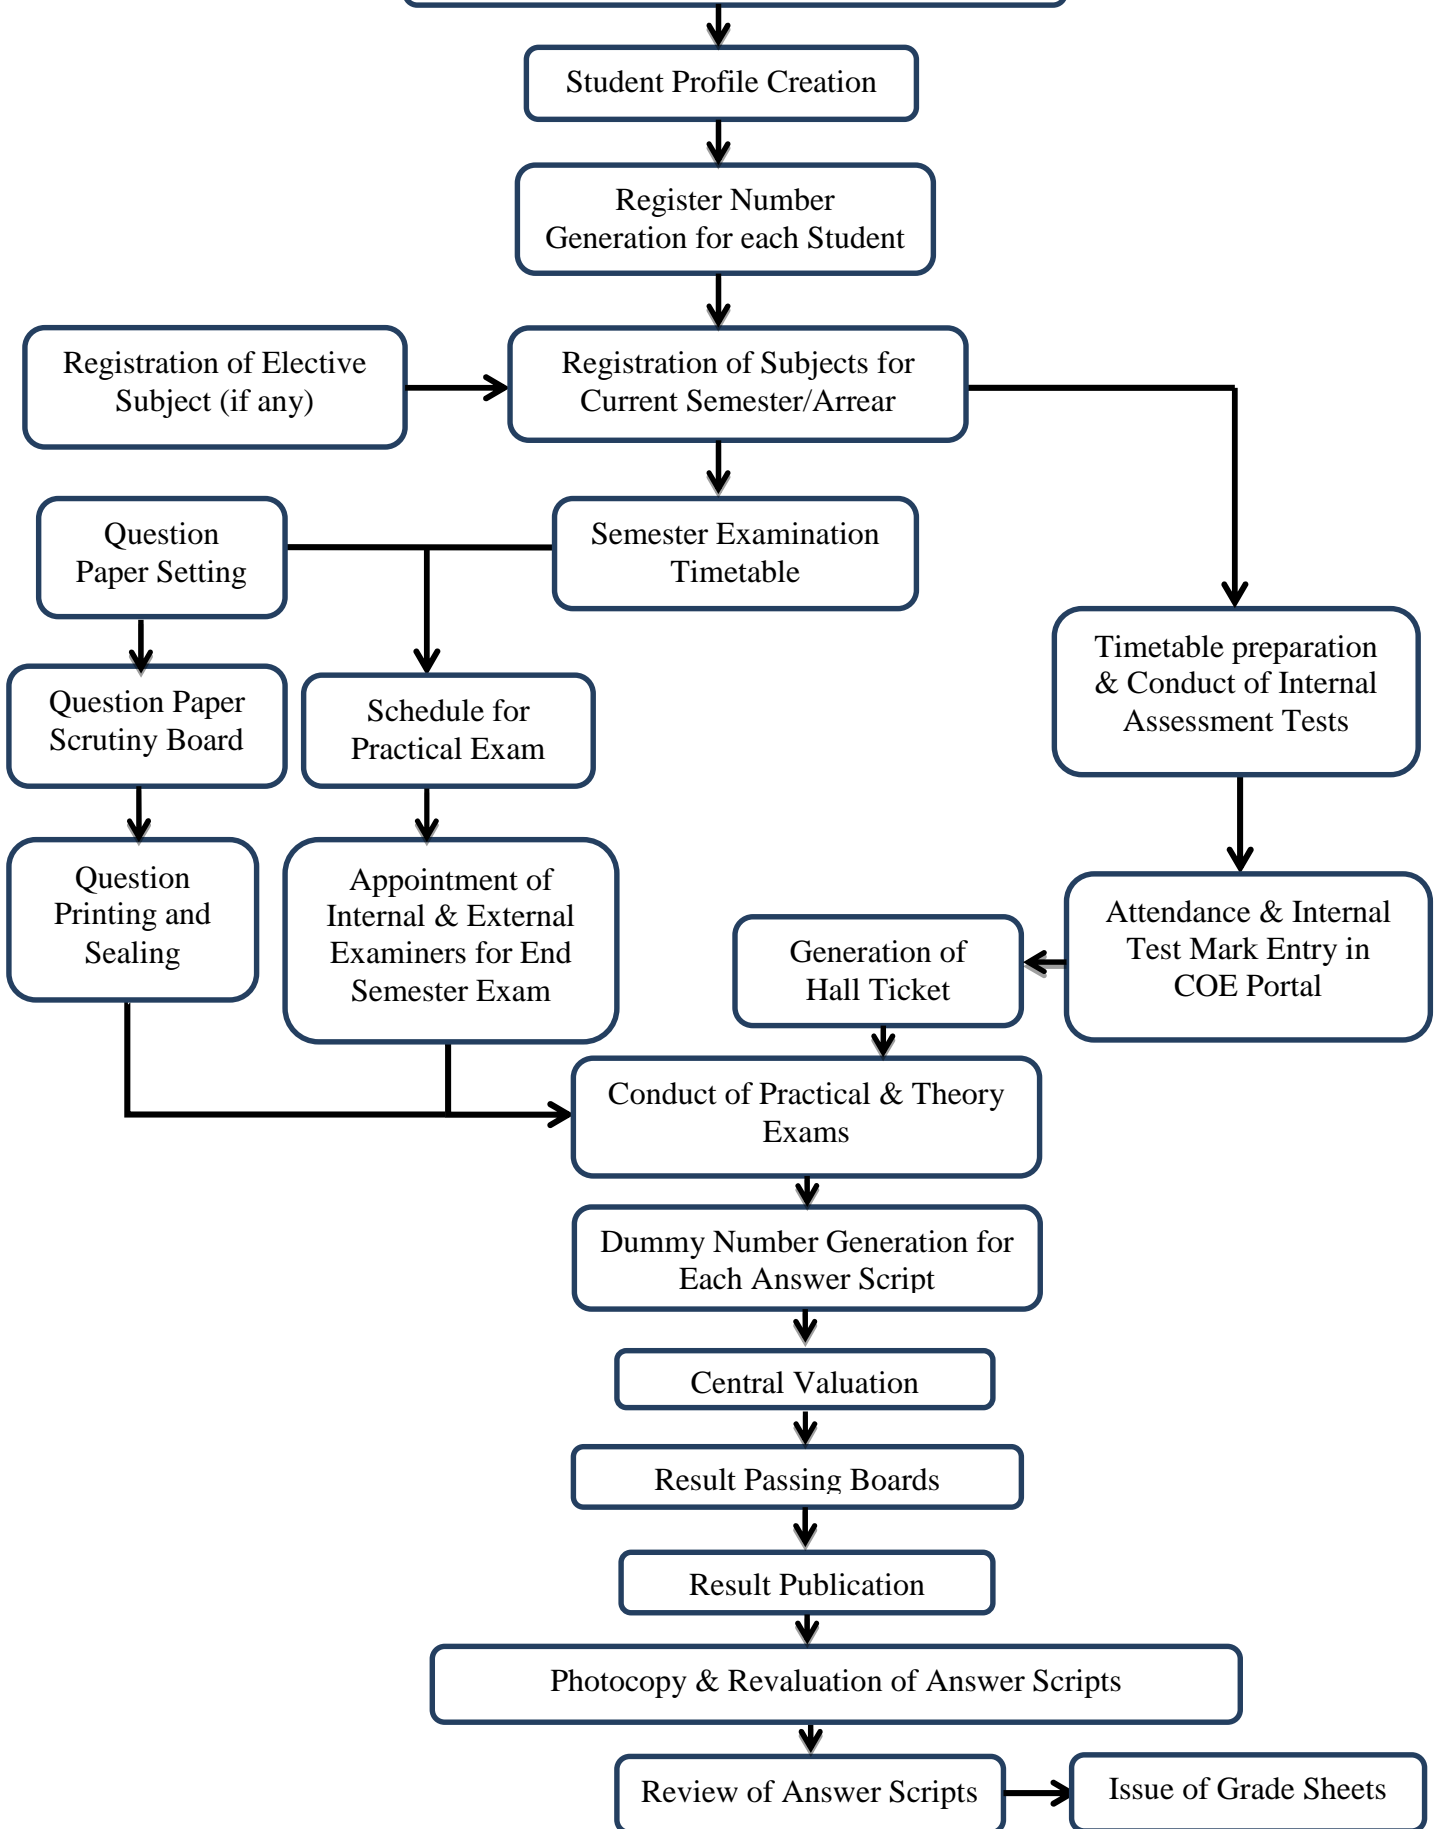 Student Profile Creation
Register Number
Generation for each Student
Registration of Elective
Subject (if any)
Registration of Subjects for
Current Semester/Arrear
Question
Paper Setting
Semester Examination
Timetable
Timetable preparation
& Conduct of Internal
Assessment Tests
Question Paper
Scrutiny Board
Schedule for
Practical Exam
Question
Printing and
Sealing
Appointment of
Internal & External
Examiners for End
Semester Exam
Attendance & Internal
Test Mark Entry in
COE Portal
Generation of
Hall Ticket
Conduct of Practical & Theory
Exams
Dummy Number Generation for
Each Answer Script
Central Valuation
Result Passing Boards
Result Publication
Photocopy & Revaluation of Answer Scripts
Review of Answer Scripts
Issue of Grade Sheets